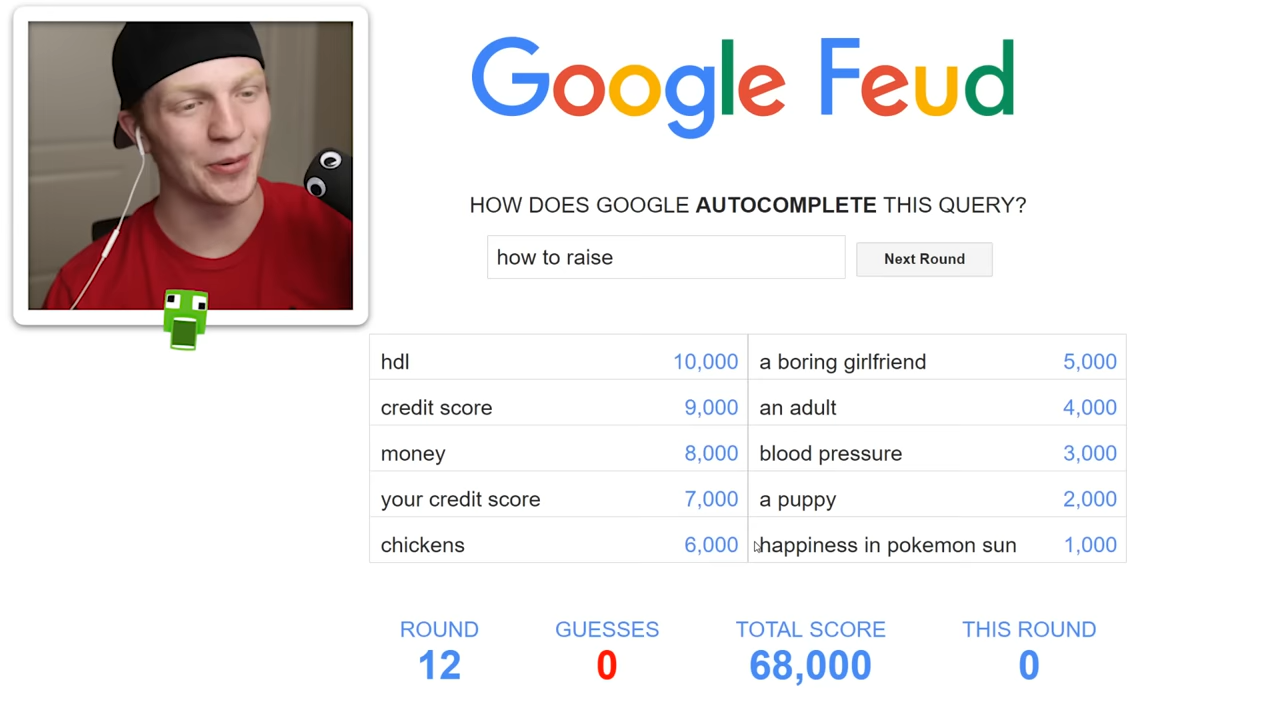 Google Feud
HOW DOES GOOGLE AUTOCOMPLETE THIS QUERY?
how to raise
Next Round
hdl 10,000
credit score 9,000
money 8,000
your credit score 7,000
chickens 6,000
a boring girlfriend 5,000
an adult 4,000
blood pressure 3,000
a puppy 2,000
happiness in pokemon sun 1,000
ROUND
12
GUESSES
0
TOTAL SCORE
68,000
THIS ROUND
0